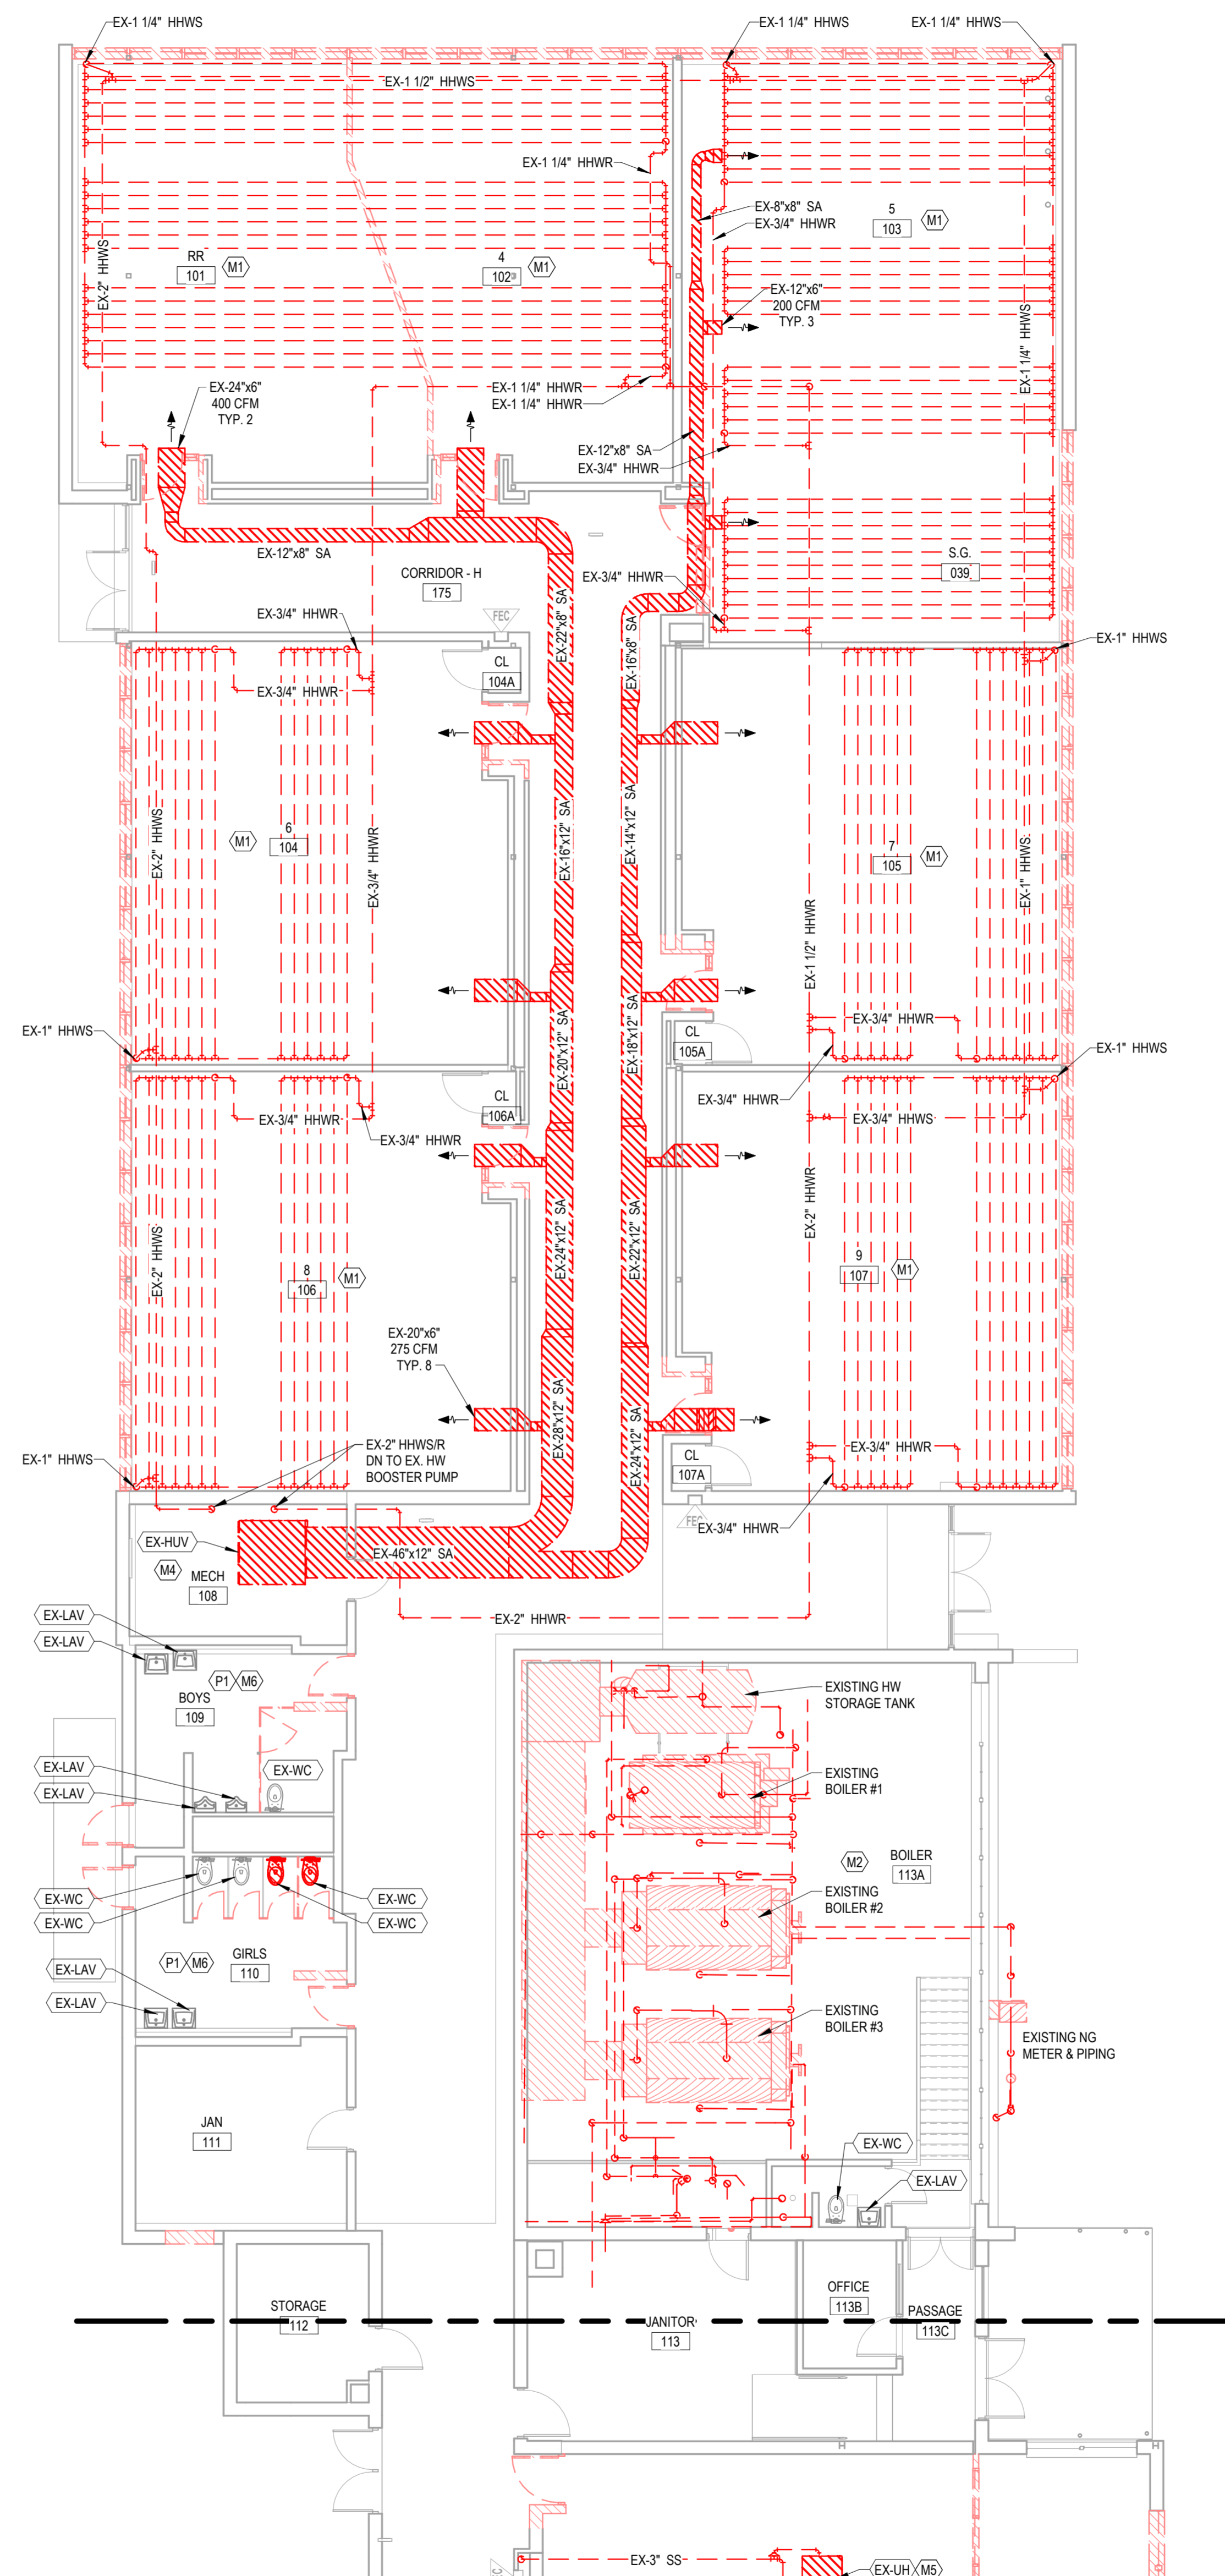 EX-1 1/4" HHWS
EX-1 1/4" HHWS
EX-1 1/4" HHWS
EX-1 1/2" HHWS
EX-1 1/4" HHWR
EX-8"x8" SA
EX-3/4" HHWR
5
103
M1
RR
101
M1
4
102
M1
EX-2" HHWS
EX-12"x6"
200 CFM
TYP. 3
EX-1 1/4" HHWS
EX-24"x6"
400 CFM
TYP. 2
EX-1 1/4" HHWR
EX-1 1/4" HHWR
EX-12"x8" SA
EX-3/4" HHWR
EX-12"x8" SA
CORRIDOR - H
175
S.G.
039
EX-3/4" HHWR
EX-3/4" HHWR
FEC
EX-22"x8" SA
EX-16"x8" SA
EX-1" HHWS
CL
104A
EX-3/4" HHWR
EX-2" HHWS
M1
6
104
EX-3/4" HHWR
EX-16"x12" SA
EX-14"x12" SA
7
105
M1
EX-1" HHWS
EX-1 1/2" HHWR
EX-1" HHWS
EX-20"x12" SA
EX-18"x12" SA
CL
105A
EX-3/4" HHWR
EX-1" HHWS
EX-3/4" HHWR
CL
106A
EX-3/4" HHWR
EX-3/4" HHWR
EX-3/4" HHWS
EX-2" HHWS
EX-24"x12" SA
EX-22"x12" SA
EX-2" HHWR
8
106
M1
9
107
M1
EX-20"x6"
275 CFM
TYP. 8
EX-28"x12" SA
EX-24"x12" SA
EX-1" HHWS
EX-2" HHWS/R
DN TO EX. HW
BOOSTER PUMP
CL
107A
EX-3/4" HHWR
EX-3/4" HHWR
FEC
EX-HUV
M4
MECH
108
EX-46"x12" SA
EX-2" HHWR
EX-LAV
EX-LAV
P1
M6
BOYS
109
EXISTING HW
STORAGE TANK
EX-LAV
EX-LAV
EX-WC
EXISTING
BOILER #1
M2
BOILER
113A
EX-WC
EX-WC
EX-WC
EX-WC
EXISTING
BOILER #2
EX-LAV
EX-LAV
P1
M6
GIRLS
110
EXISTING
BOILER #3
EXISTING NG
METER & PIPING
JAN
111
EX-WC
EX-LAV
STORAGE
112
JANITOR
113
OFFICE
113B
PASSAGE
113C
EX-3" SS
EX-UH
M5